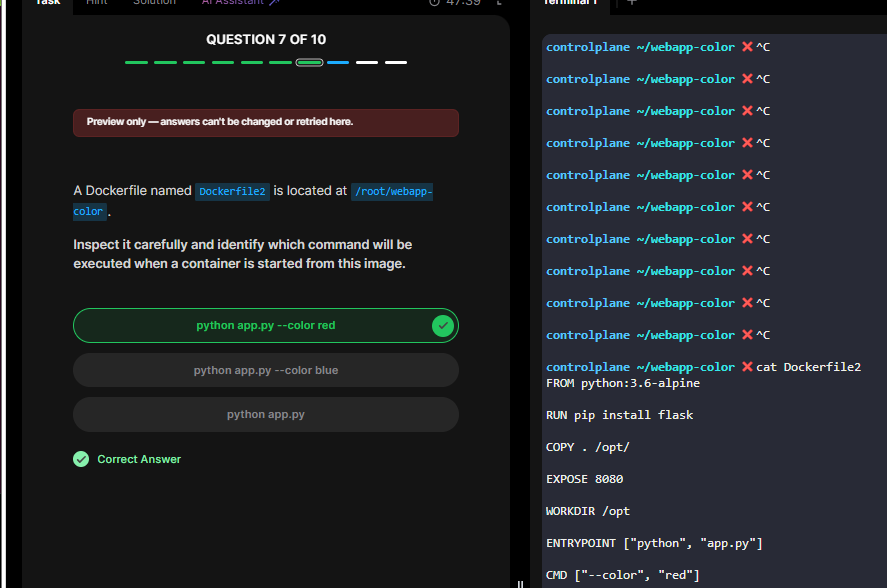 Task Hint Solution AI Assistant 47:39
QUESTION 7 OF 10
Preview only — answers can't be changed or retried here.
A Dockerfile named Dockerfile2 is located at /root/webapp-
color .
Inspect it carefully and identify which command will be
executed when a container is started from this image.
python app.py --color red
python app.py --color blue
python app.py
Correct Answer
Terminal 1 +
controlplane ~/webapp-color ✖ ^C
controlplane ~/webapp-color ✖ ^C
controlplane ~/webapp-color ✖ ^C
controlplane ~/webapp-color ✖ ^C
controlplane ~/webapp-color ✖ ^C
controlplane ~/webapp-color ✖ ^C
controlplane ~/webapp-color ✖ ^C
controlplane ~/webapp-color ✖ ^C
controlplane ~/webapp-color ✖ ^C
controlplane ~/webapp-color ✖ ^C
controlplane ~/webapp-color ✖ cat Dockerfile2
FROM python:3.6-alpine
RUN pip install flask
COPY . /opt/
EXPOSE 8080
WORKDIR /opt
ENTRYPOINT ["python", "app.py"]
CMD ["--color", "red"]